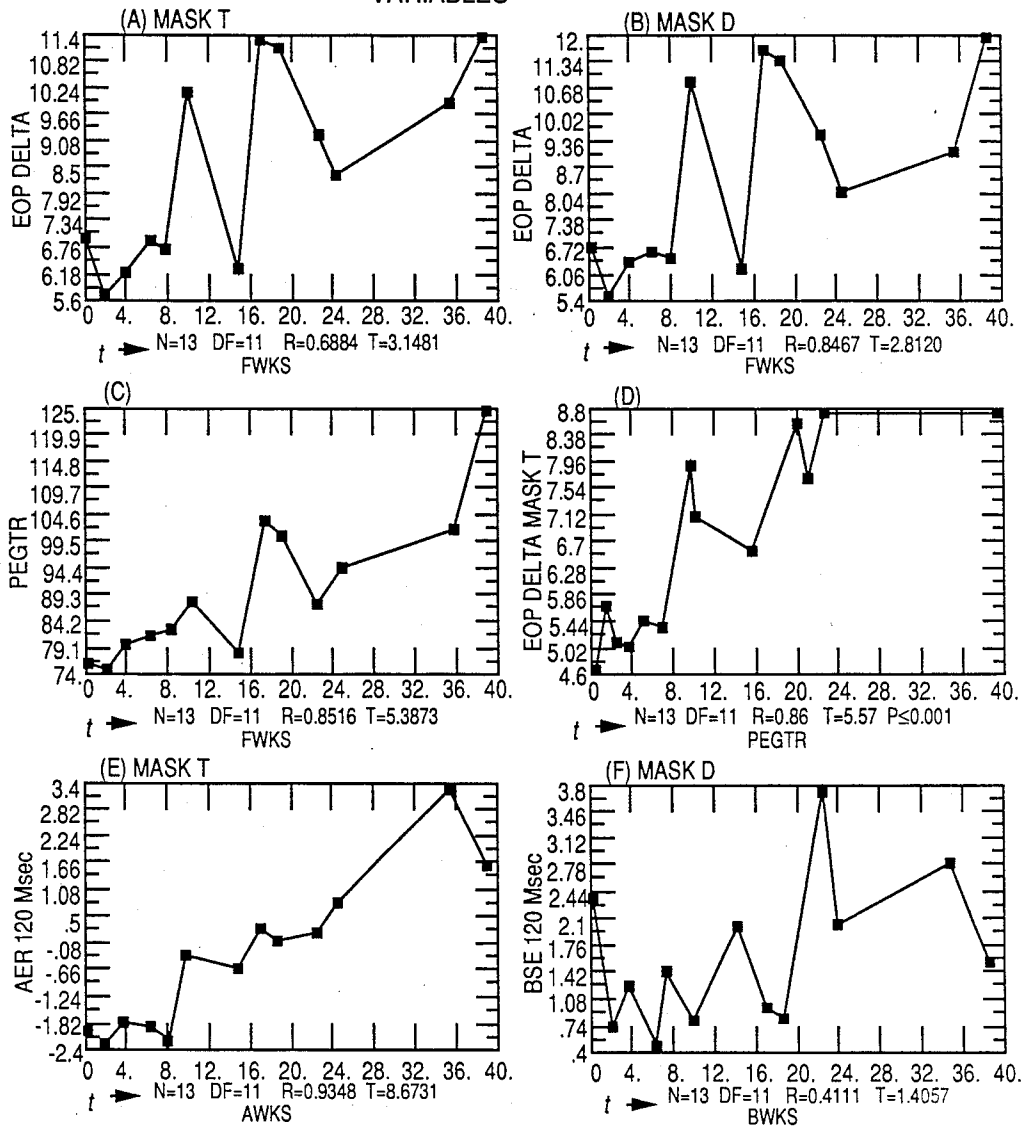 VARIABLES
(A) MASK T
EOP DELTA
11.4
10.82
10.24
9.66
9.08
8.5
7.92
7.34
6.76
6.18
5.6
0 4. 8. 12. 16. 20. 24. 28. 32. 36. 40.
t N=13 DF=11 R=0.6884 T=3.1481
FWKS
(B) MASK D
EOP DELTA
12.
11.34
10.68
10.02
9.36
8.7
8.04
7.38
6.72
6.06
5.4
0 4. 8. 12. 16. 20. 24. 28. 32. 36. 40.
t N=13 DF=11 R=0.8467 T=2.8120
FWKS
(C)
PEGTR
125.
119.9
114.8
109.7
104.6
99.5
94.4
89.3
84.2
79.1
74.
0 4. 8. 12. 16. 20. 24. 28. 32. 36. 40.
t N=13 DF=11 R=0.8516 T=5.3873
FWKS
(D)
EOP DELTA MASK T
8.8
8.38
7.96
7.54
7.12
6.7
6.28
5.86
5.44
5.02
4.6
0 4. 8. 12. 16. 20. 24. 28. 32. 36. 40.
t N=13 DF=11 R=0.86 T=5.57 P≤0.001
PEGTR
(E) MASK T
AER 120 Msec
3.4
2.82
2.24
1.66
1.08
.5
-.08
-.66
-1.24
-1.82
-2.4
0 4. 8. 12. 16. 20. 24. 28. 32. 36. 40.
t N=13 DF=11 R=0.9348 T=8.6731
AWKS
(F) MASK D
BSE 120 Msec
3.8
3.46
3.12
2.78
2.44
2.1
1.76
1.42
1.08
.74
.4
0 4. 8. 12. 16. 20. 24. 28. 32. 36. 40.
t N=13 DF=11 R=0.4111 T=1.4057
BWKS